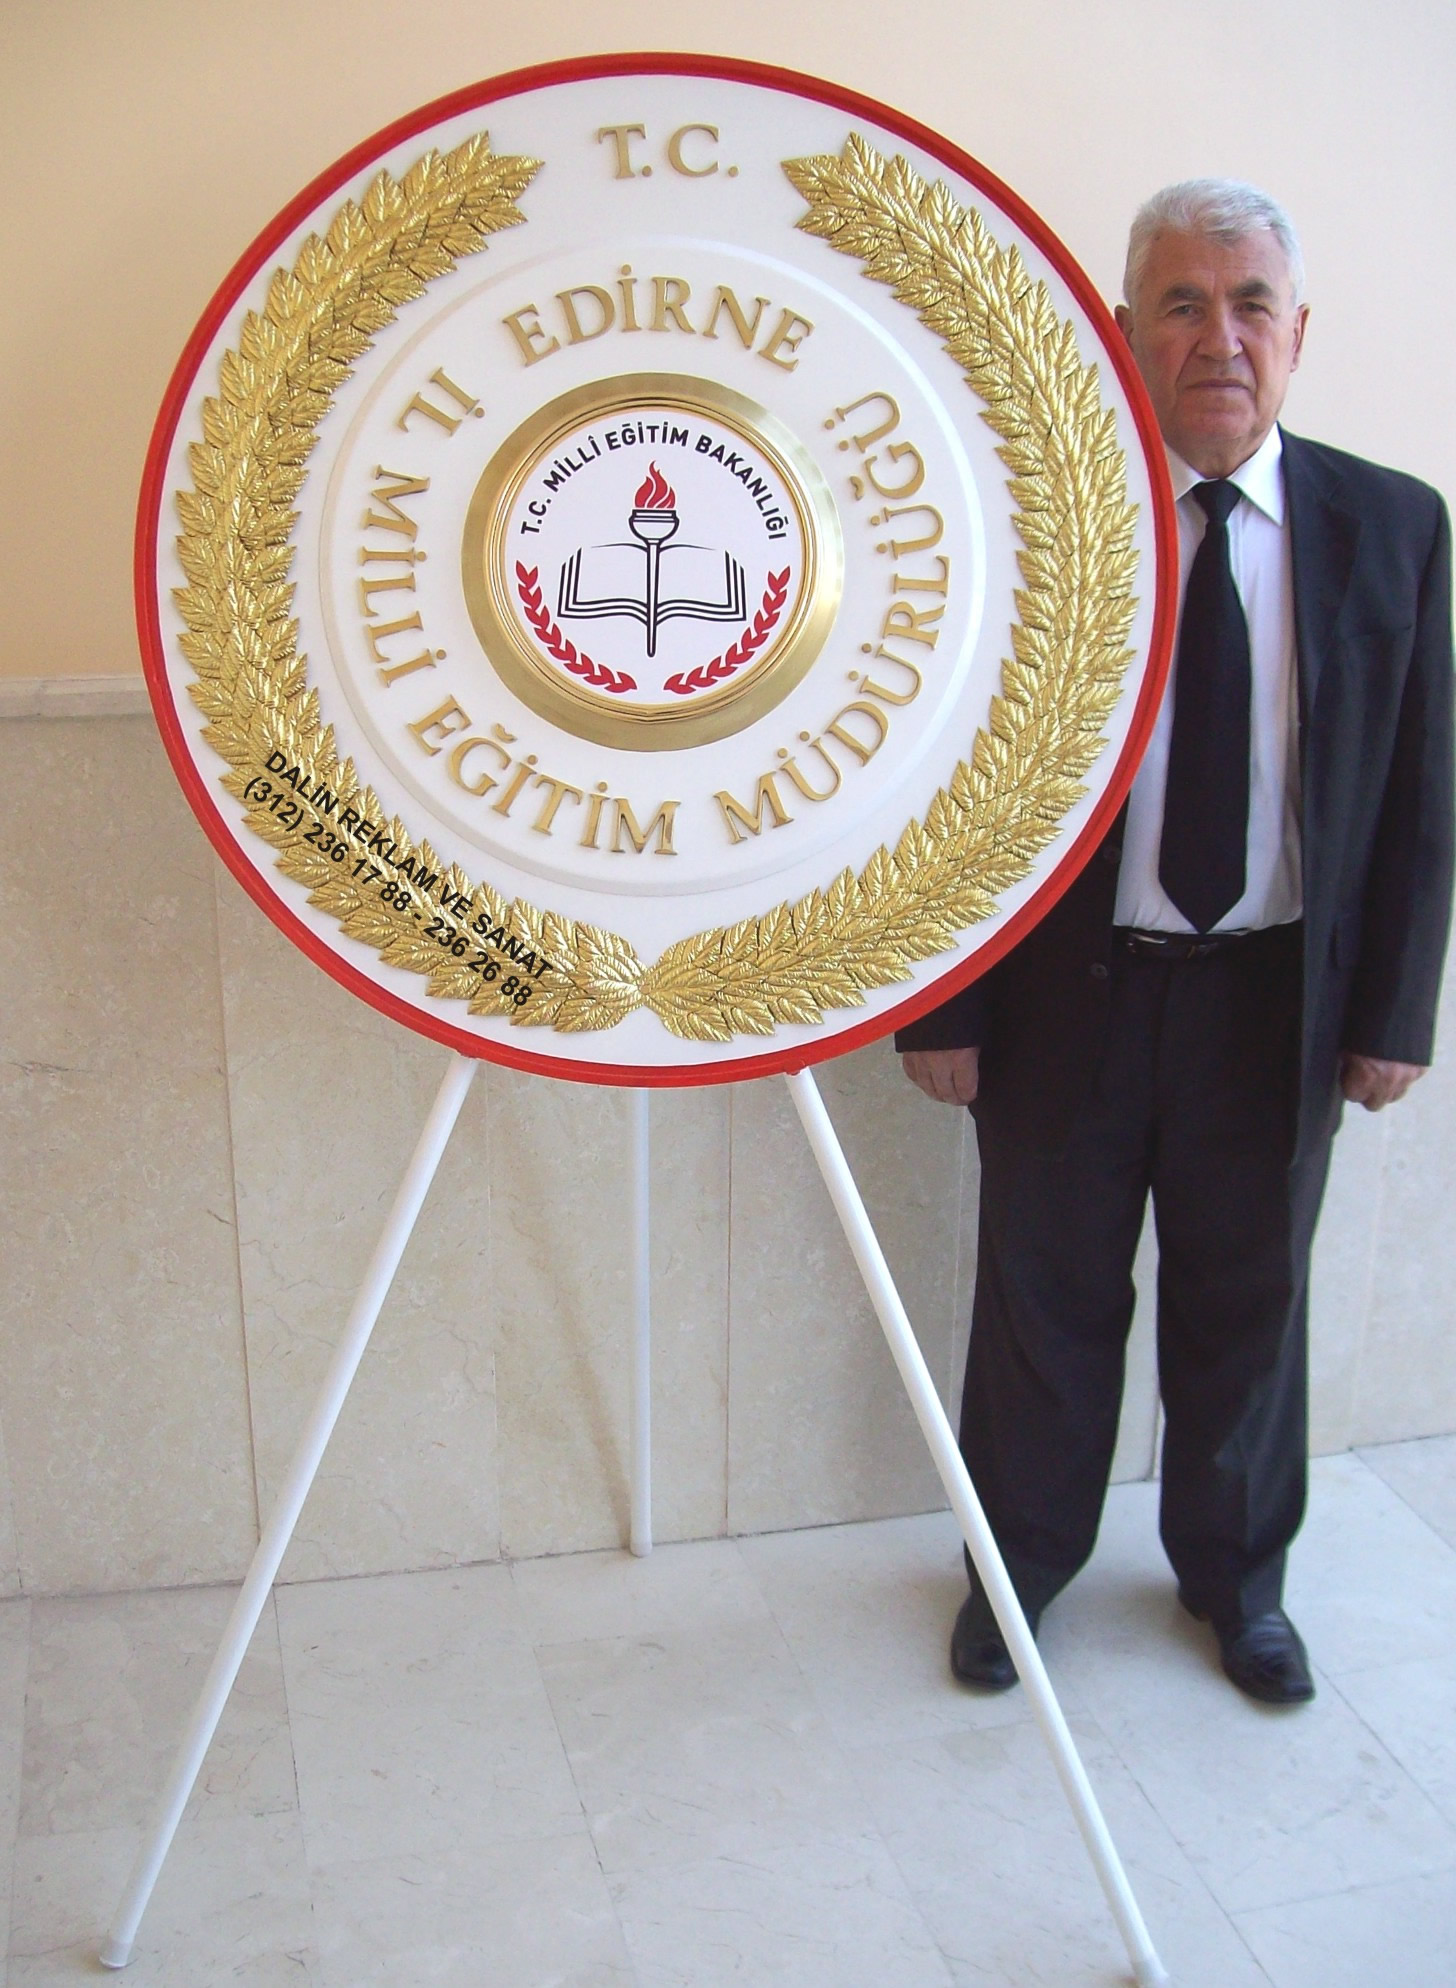 T.C.
EDİRNE
İL MİLLİ EĞİTİM MÜDÜRLÜĞÜ
T.C. MİLLÎ EĞİTİM BAKANLIĞI
DALİN REKLAM VE SANAT
(312) 236 17 88 - 236 26 88